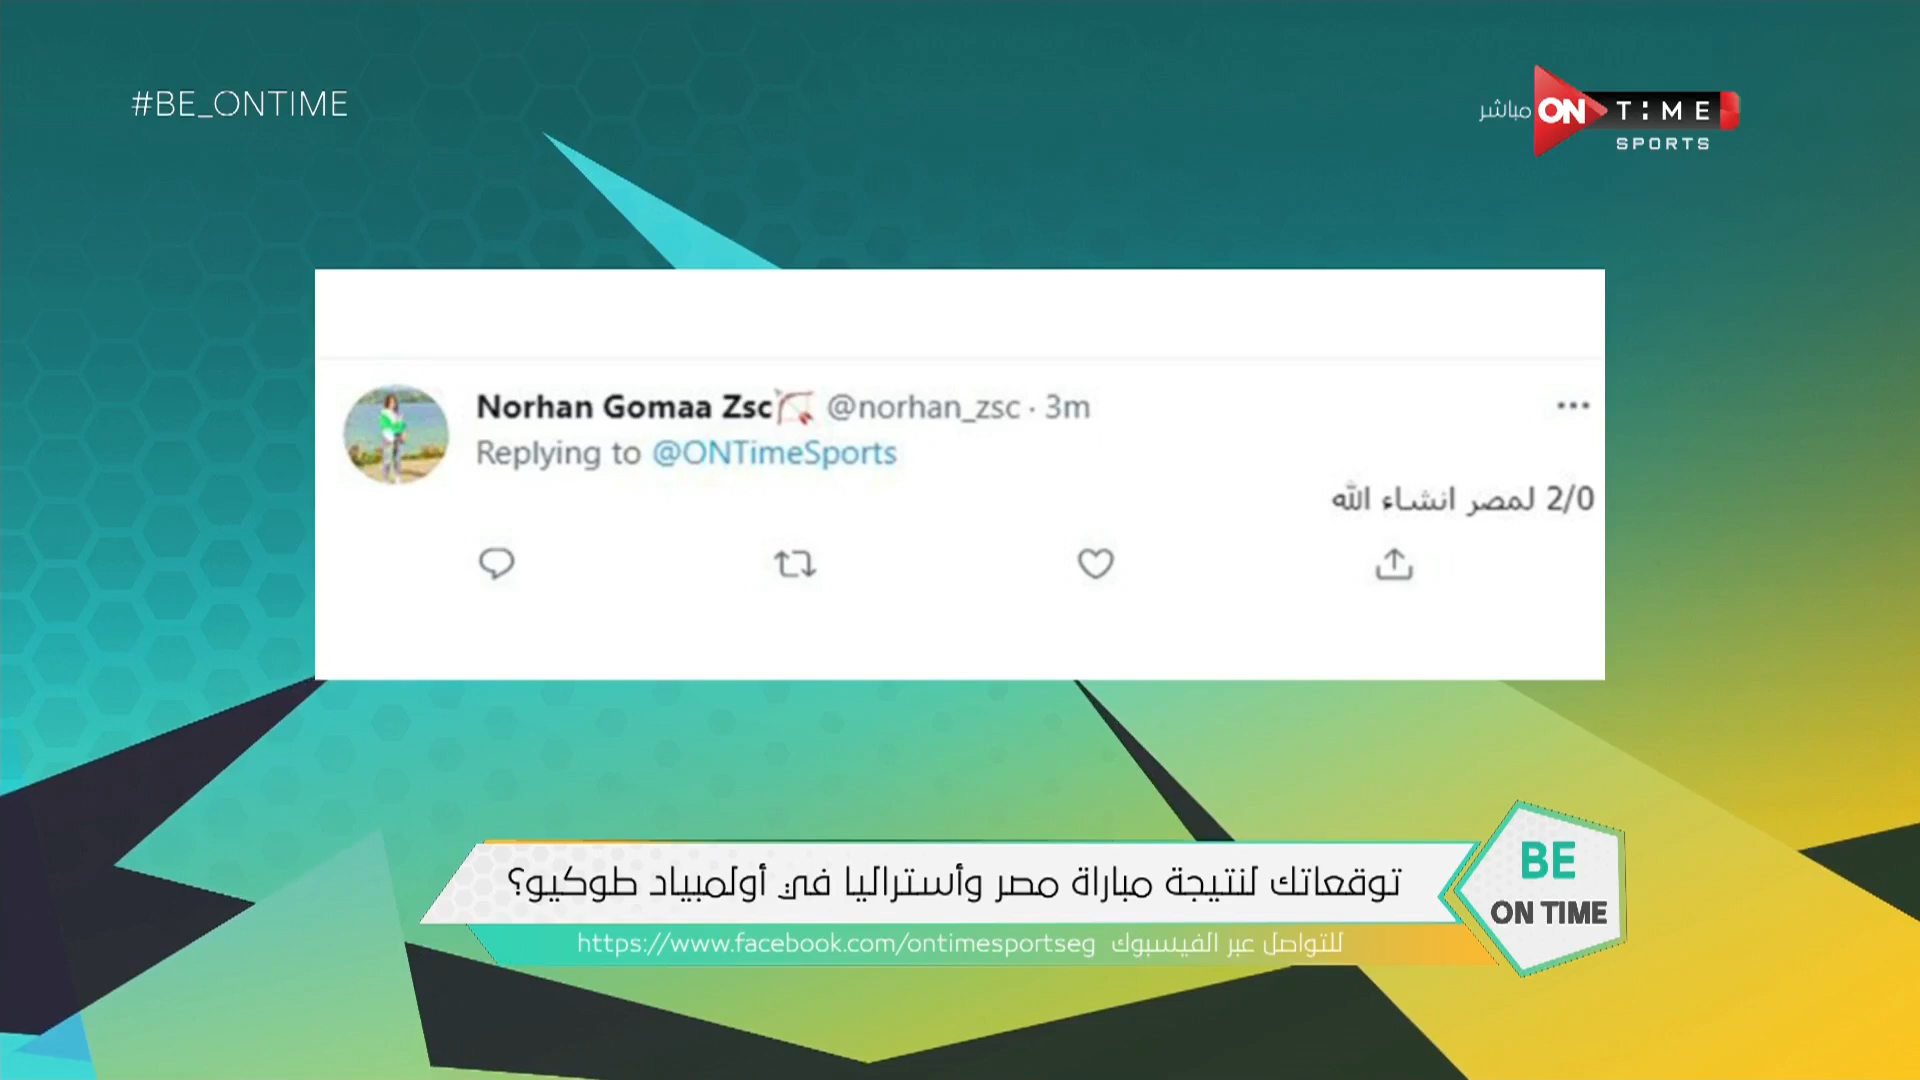 #BE_ONTIME
مباشر ON TIME
SPORTS
Norhan Gomaa Zsc🏹 @norhan_zsc · 3m
Replying to @ONTimeSports
2/0 لمصر انشاء الله
توقعاتك لنتيجة مباراة مصر وأستراليا في أولمبياد طوكيو؟
للتواصل عبر الفيسبوك https://www.facebook.com/ontimesportseg
BE
ON TIME